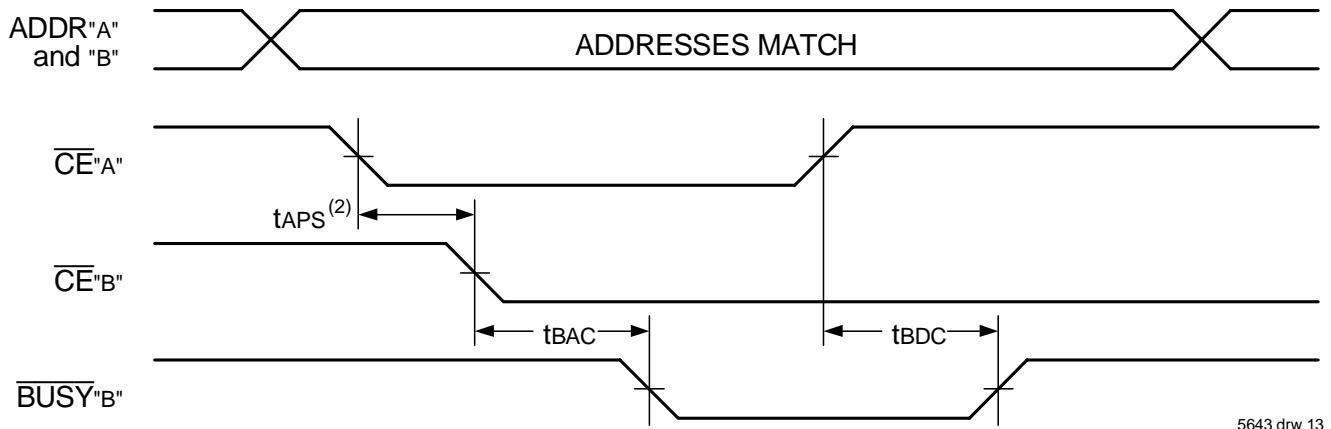 ADDR"A"
and "B"
ADDRESSES MATCH
CE"A"
tAPS(2)
CE"B"
tBAC
tBDC
BUSY"B"
5643 drw 13